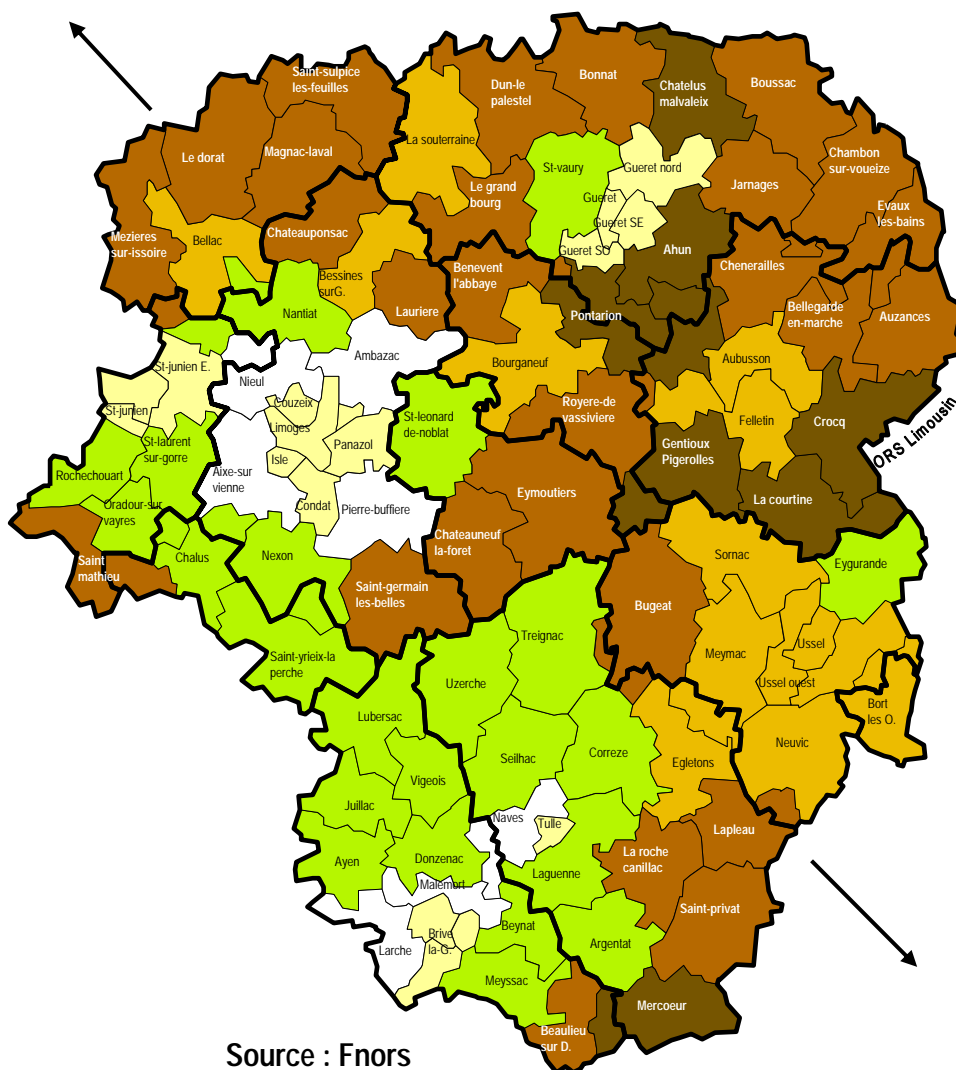 Saint-sulpice
les-feuilles
Dun-le
palestel
Bonnat
Chatelus
malvaleix
Boussac
La souterraine
Le dorat
Magnac-laval
St-vaury
Gueret nord
Chambon
sur-voueize
Le grand
bourg
Gueret
Jarnages
Evaux
les-bains
Mezieres
sur-issoire
Bellac
Chateauponsac
Gueret SE
Gueret SO
Ahun
Bessines
surG.
Benevent
l'abbaye
Chenerailles
Nantiat
Lauriere
Pontarion
Bellegarde
en-marche
Auzances
St-junien E.
Ambazac
Bourganeuf
Aubusson
Nieul
Couzeix
St-junien
Limoges
St-leonard
de-noblat
Royere-de
vassiviere
Felletin
Crocq
ORS Limousin
St-laurent
sur-gorre
Panazol
Isle
Gentioux
Pigerolles
Rochechouart
Aixe-sur
vienne
Eymoutiers
La courtine
Oradour-sur
vayres
Condat
Pierre-buffiere
Chateauneuf
la-foret
Saint
mathieu
Chalus
Nexon
Sornac
Eygurande
Saint-germain
les-belles
Bugeat
Treignac
Meymac
Ussel
Saint-yrieix-la
perche
Uzerche
Ussel ouest
Bort
les O.
Lubersac
Neuvic
Seilhac
Correze
Egletons
Vigeois
Juillac
Naves
Tulle
Lapleau
Ayen
Donzenac
La roche
canillac
Laguenne
Malemort
Saint-privat
Brive
la-G.
Beynat
Argentat
Larche
Meyssac
Mercoeur
Beaulieu
sur D.
Source : Fnors